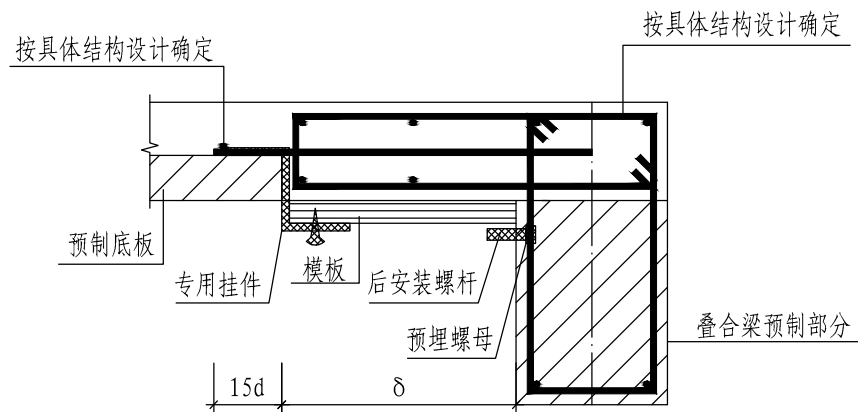 按具体结构设计确定
按具体结构设计确定
预制底板
专用挂件
模板
后安装螺杆
预埋螺母
叠合梁预制部分
15d
δ